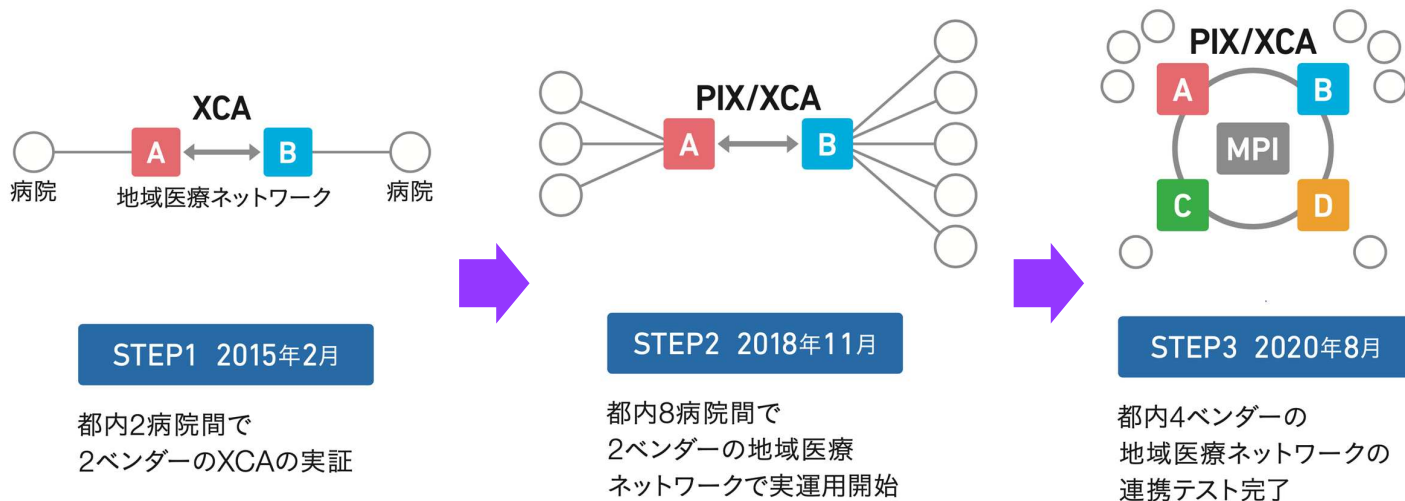 XCA
A
B
病院
地域医療ネットワーク
病院
STEP1 2015年2月
都内2病院間で
2ベンダーのXCAの実証
PIX/XCA
A
B
STEP2 2018年11月
都内8病院間で
2ベンダーの地域医療
ネットワークで実運用開始
PIX/XCA
A
B
MPI
C
D
STEP3 2020年8月
都内4ベンダーの
地域医療ネットワークの
連携テスト完了